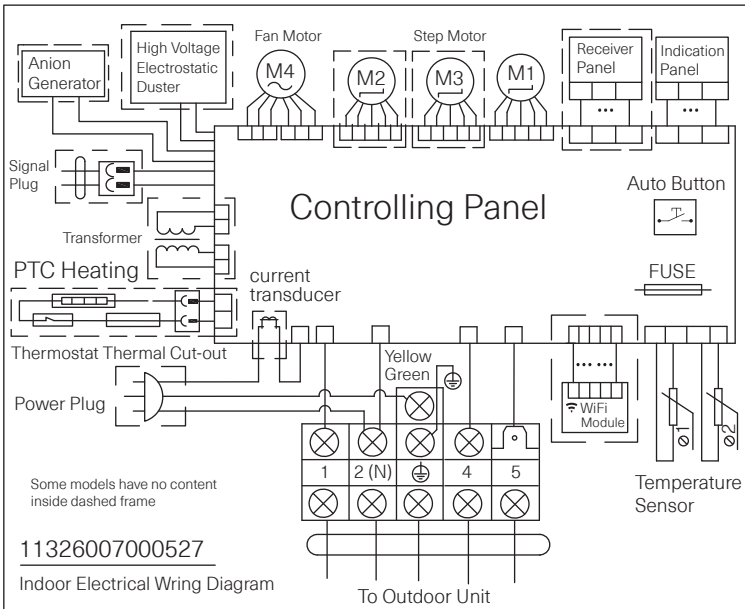 Anion
Generator
High Voltage
Electrostatic
Duster
Fan Motor
M4
M2
Step Motor
M3
M1
Receiver
Panel
Indication
Panel
Signal
Plug
Transformer
Controlling Panel
Auto Button
FUSE
PTC Heating
current
transducer
Thermostat Thermal Cut-out
Power Plug
Yellow
Green
WiFi
Module
ø1
ø2
Temperature
Sensor
1
2 (N)
4
5
Some models have no content
inside dashed frame
11326007000527
Indoor Electrical Wring Diagram
To Outdoor Unit